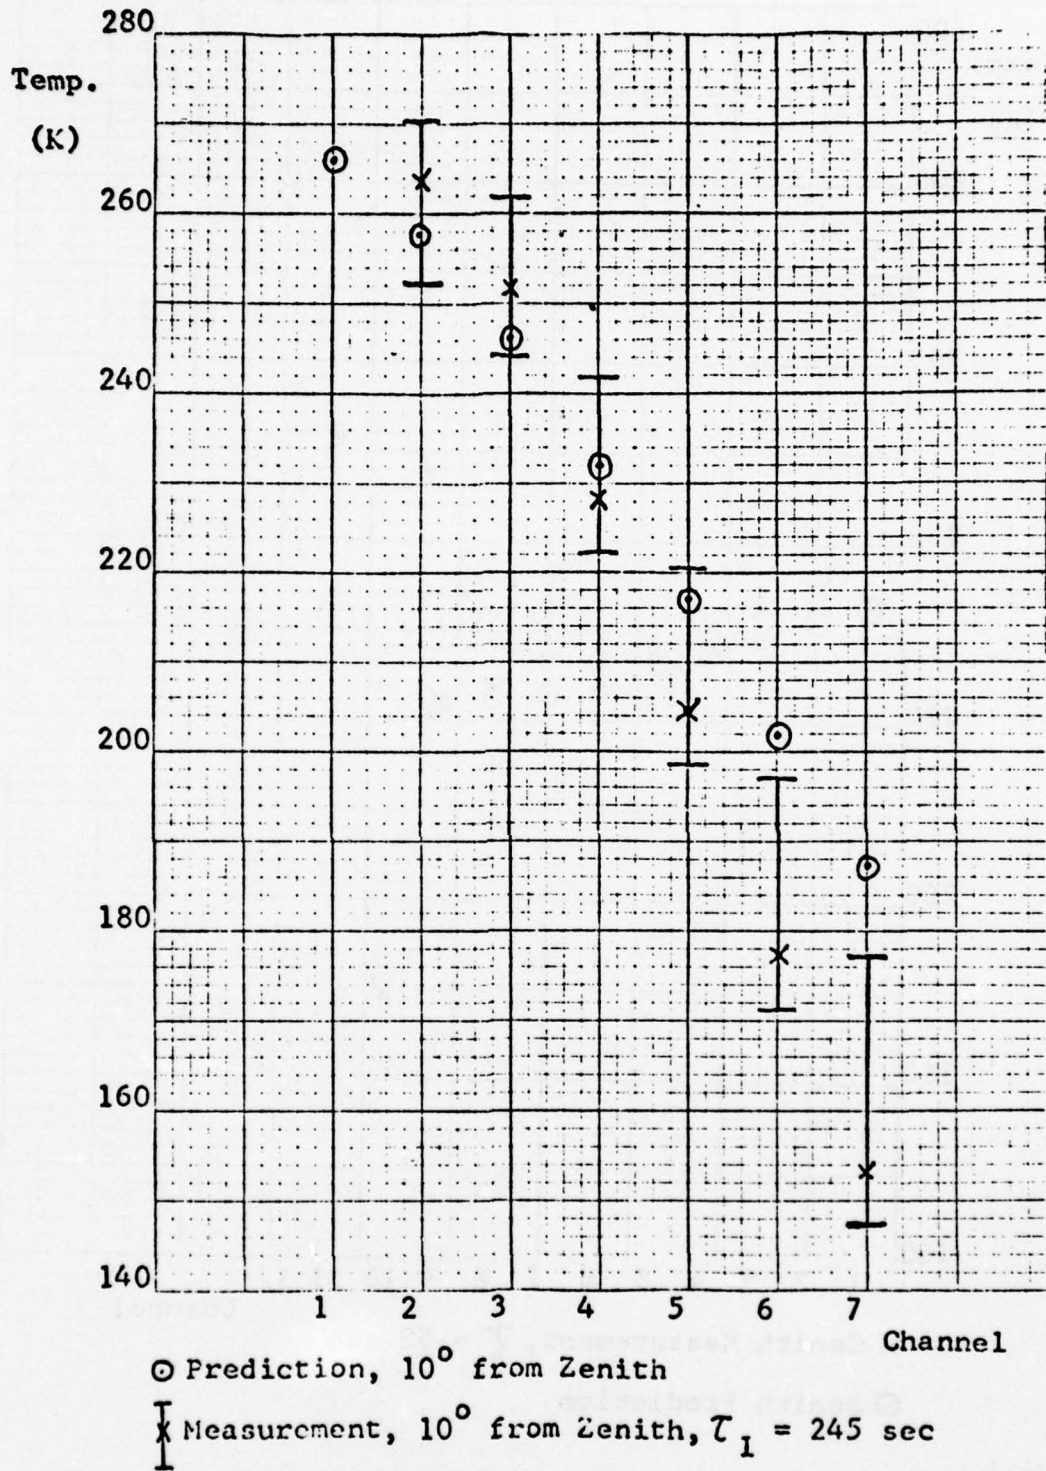 280
Temp.
(K)
260
240
220
200
180
160
140
1 2 3 4 5 6 7
Channel
⊙ Prediction, 10° from Zenith
Measurement, 10° from Zenith, τI = 245 sec